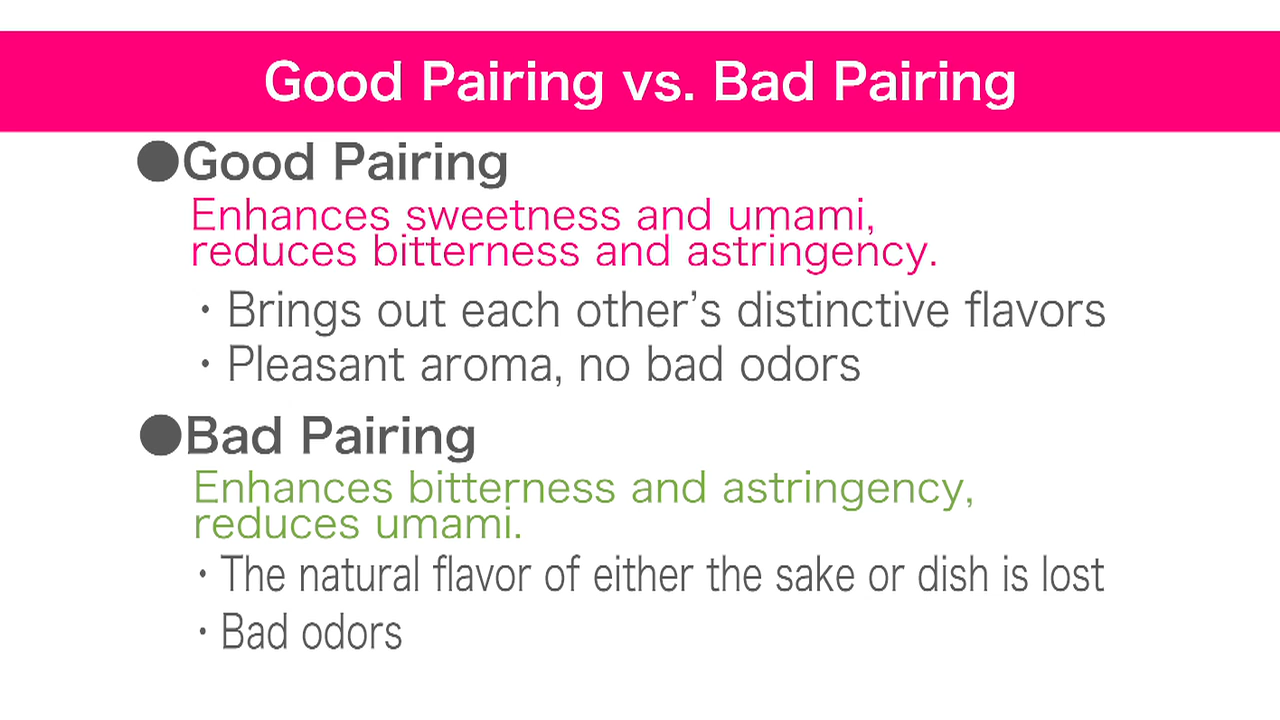 Good Pairing vs. Bad Pairing
●Good Pairing
Enhances sweetness and umami,
reduces bitterness and astringency.
・Brings out each other’s distinctive flavors
・Pleasant aroma, no bad odors
●Bad Pairing
Enhances bitterness and astringency,
reduces umami.
・The natural flavor of either the sake or dish is lost
・Bad odors